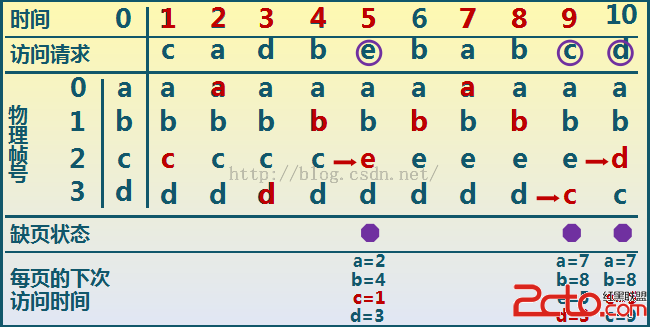 时间 0 1 2 3 4 5 6 7 8 9 10
访问请求 c a d b e b a b c d
物理帧号
0 a a a a a a a a a a a
1 b b b b b b b b b b b
2 c c c c c e e e e e d
3 d d d d d d d d d c c
http://blog.csdn.net/
缺页状态
每页的下次
访问时间
a=2
b=4
c=1
d=3
a=7
b=8
d=3
a=7
b=8
c=9
2cto.com
红黑联盟